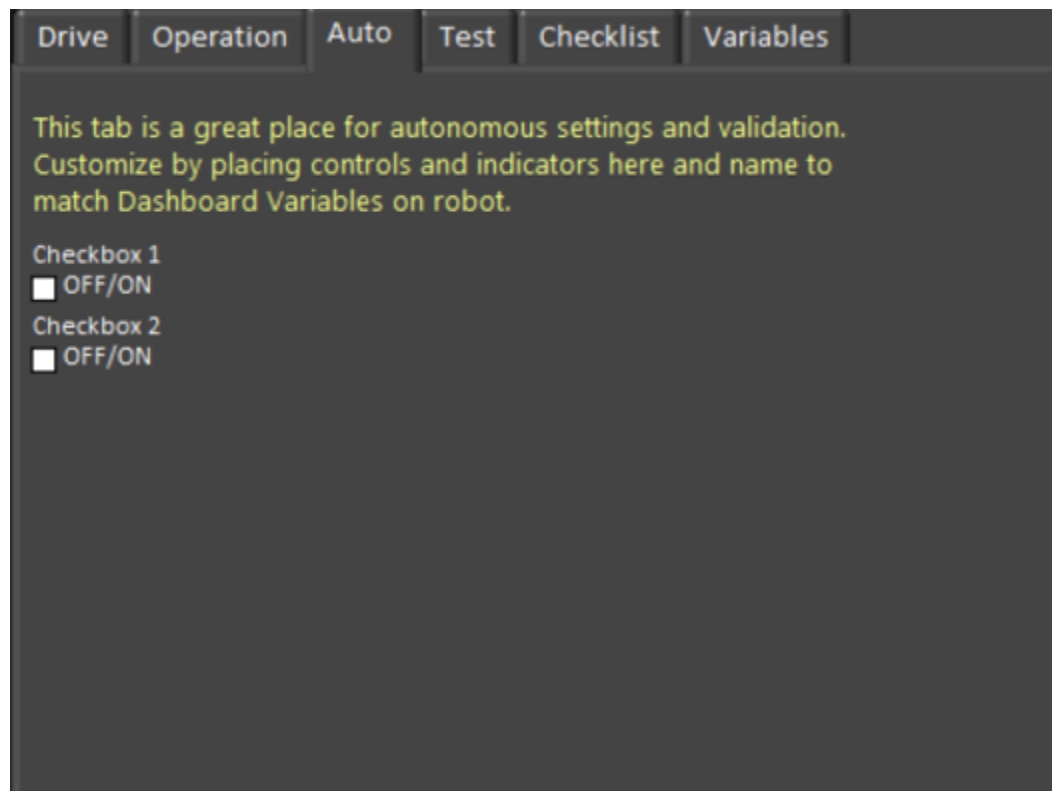 Drive Operation Auto Test Checklist Variables
This tab is a great place for autonomous settings and validation.
Customize by placing controls and indicators here and name to
match Dashboard Variables on robot.
Checkbox 1
OFF/ON
Checkbox 2
OFF/ON